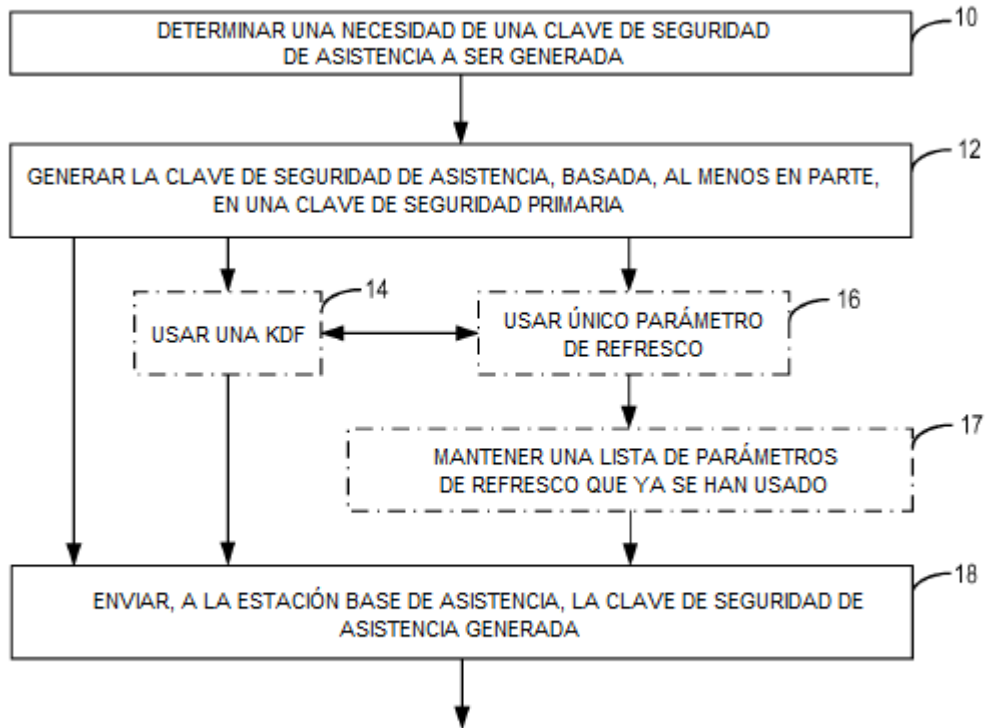 10
DETERMINAR UNA NECESIDAD DE UNA CLAVE DE SEGURIDAD
DE ASISTENCIA A SER GENERADA
12
GENERAR LA CLAVE DE SEGURIDAD DE ASISTENCIA, BASADA, AL MENOS EN PARTE,
EN UNA CLAVE DE SEGURIDAD PRIMARIA
14
USAR UNA KDF
16
USAR ÚNICO PARÁMETRO
DE REFRESCO
17
MANTENER UNA LISTA DE PARÁMETROS
DE REFRESCO QUE YA SE HAN USADO
18
ENVIAR, A LA ESTACIÓN BASE DE ASISTENCIA, LA CLAVE DE SEGURIDAD DE
ASISTENCIA GENERADA